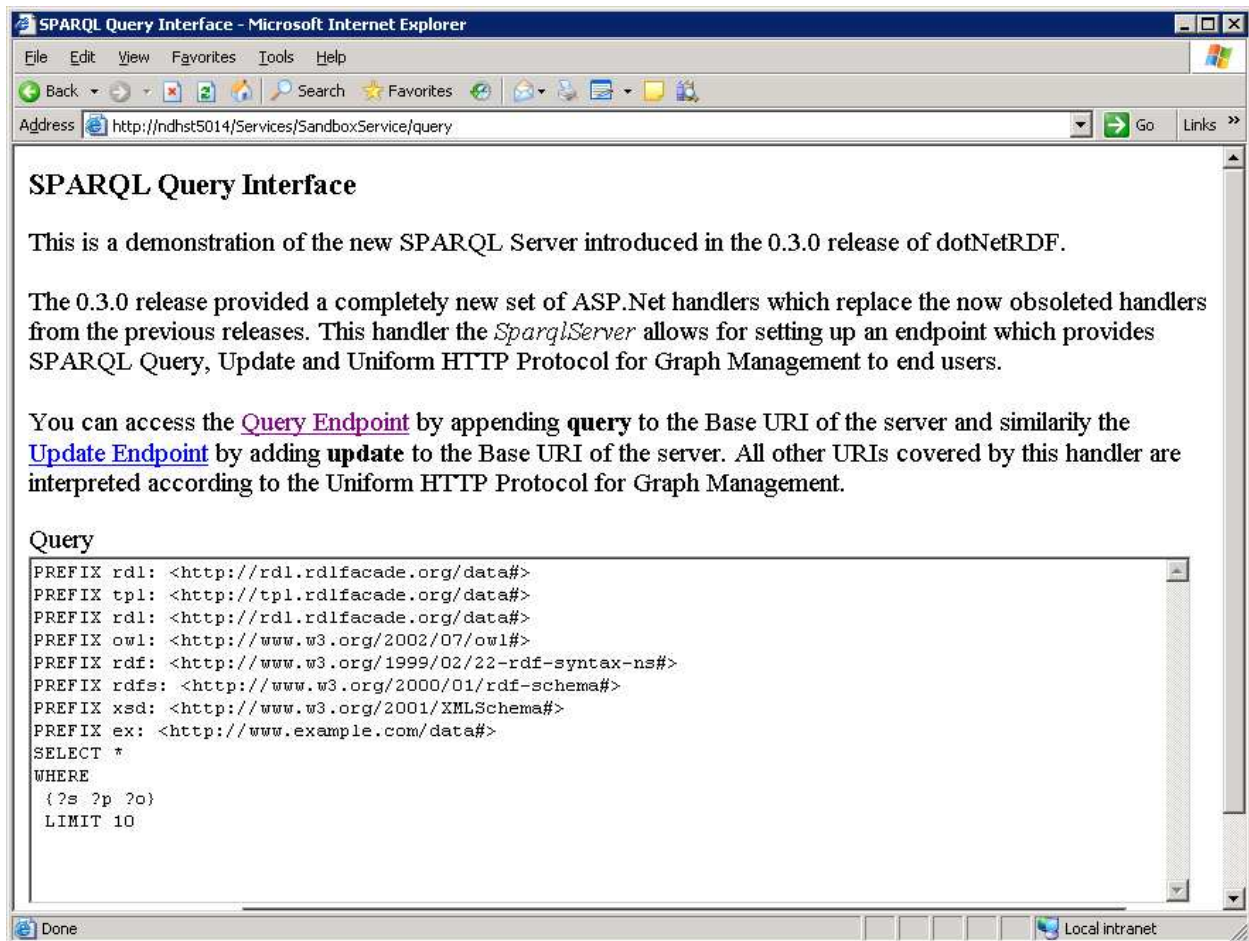 SPARQL Query Interface - Microsoft Internet Explorer
File Edit View Favorites Tools Help
Back Search Favorites
Address http://ndhst5014/Services/SandboxService/query Go Links »
SPARQL Query Interface
This is a demonstration of the new SPARQL Server introduced in the 0.3.0 release of dotNetRDF.
The 0.3.0 release provided a completely new set of ASP.Net handlers which replace the now obsoleted handlers
from the previous releases. This handler the SparqlServer allows for setting up an endpoint which provides
SPARQL Query, Update and Uniform HTTP Protocol for Graph Management to end users.
You can access the Query Endpoint by appending query to the Base URI of the server and similarily the
Update Endpoint by adding update to the Base URI of the server. All other URIs covered by this handler are
interpreted according to the Uniform HTTP Protocol for Graph Management.
Query
PREFIX rdl: <http://rdl.rdlfacade.org/data#>
PREFIX tpl: <http://tpl.rdlfacade.org/data#>
PREFIX rdl: <http://rdl.rdlfacade.org/data#>
PREFIX owl: <http://www.w3.org/2002/07/owl#>
PREFIX rdf: <http://www.w3.org/1999/02/22-rdf-syntax-ns#>
PREFIX rdfs: <http://www.w3.org/2000/01/rdf-schema#>
PREFIX xsd: <http://www.w3.org/2001/XMLSchema#>
PREFIX ex: <http://www.example.com/data#>
SELECT *
WHERE
{?s ?p ?o}
LIMIT 10
Done Local intranet